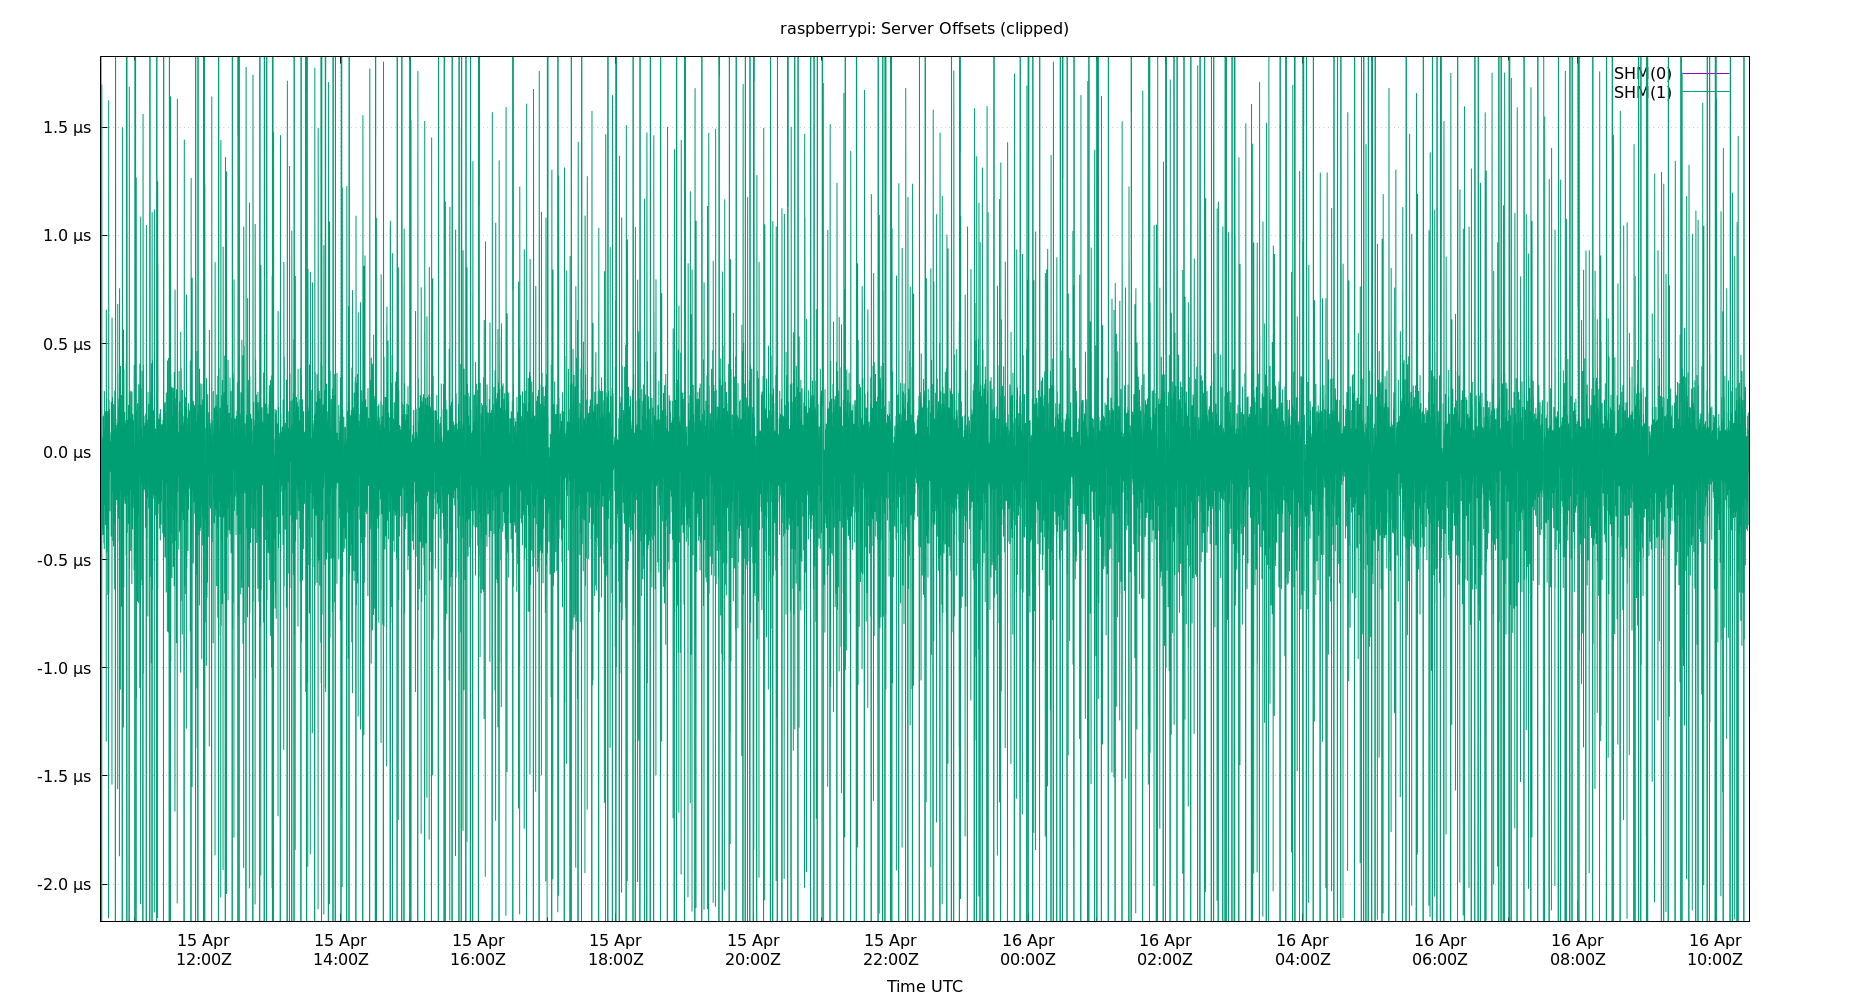 raspberrypi: Server Offsets (clipped)
SHM(0)
SHM(1)
1.5 µs
1.0 µs
0.5 µs
0.0 µs
-0.5 µs
-1.0 µs
-1.5 µs
-2.0 µs
15 Apr 15 Apr 15 Apr 15 Apr 15 Apr 15 Apr 16 Apr 16 Apr 16 Apr 16 Apr 16 Apr 16 Apr
12:00Z 14:00Z 16:00Z 18:00Z 20:00Z 22:00Z 00:00Z 02:00Z 04:00Z 06:00Z 08:00Z 10:00Z
Time UTC